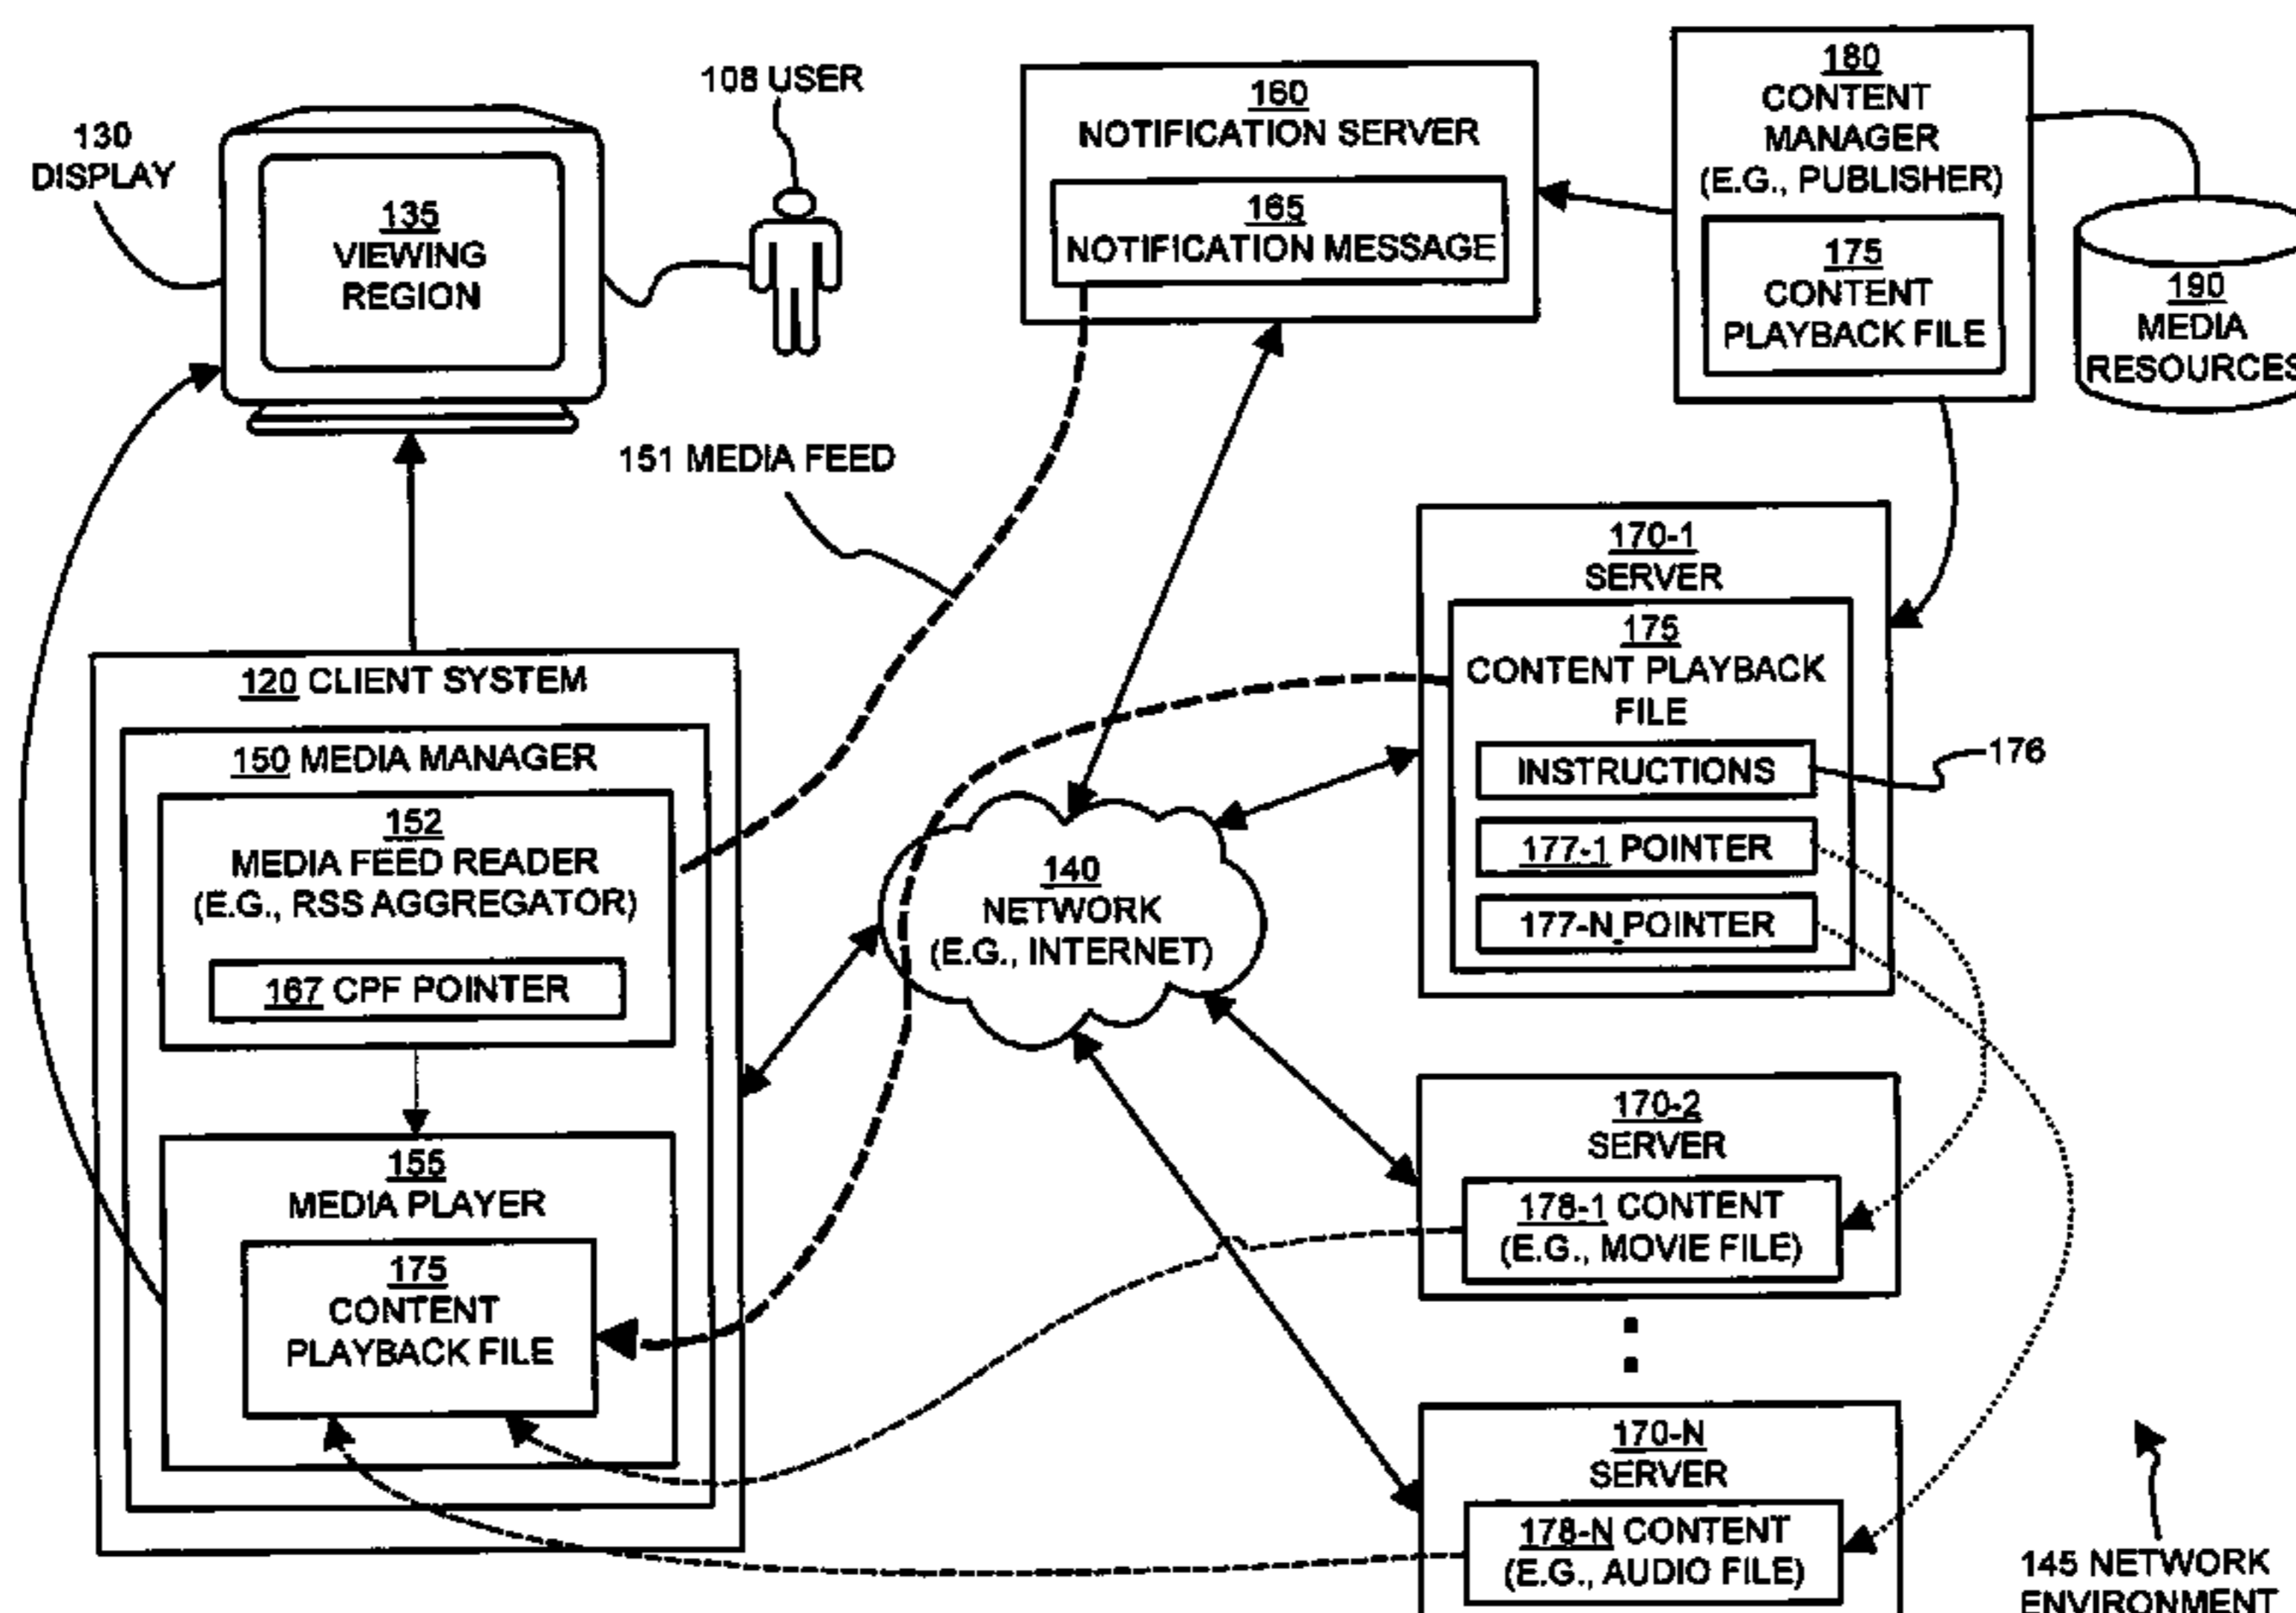 108 USER
130
DISPLAY
135
VIEWING
REGION
160
NOTIFICATION SERVER
165
NOTIFICATION MESSAGE
180
CONTENT
MANAGER
(E.G., PUBLISHER)
175
CONTENT
PLAYBACK FILE
190
MEDIA
RESOURCES
151 MEDIA FEED
120 CLIENT SYSTEM
150 MEDIA MANAGER
152
MEDIA FEED READER
(E.G., RSS AGGREGATOR)
167 CPF POINTER
155
MEDIA PLAYER
175
CONTENT
PLAYBACK FILE
140
NETWORK
(E.G., INTERNET)
170-1
SERVER
175
CONTENT PLAYBACK
FILE
INSTRUCTIONS
176
177-1 POINTER
177-N POINTER
170-2
SERVER
178-1 CONTENT
(E.G., MOVIE FILE)
170-N
SERVER
178-N CONTENT
(E.G., AUDIO FILE)
145 NETWORK
ENVIRONMENT